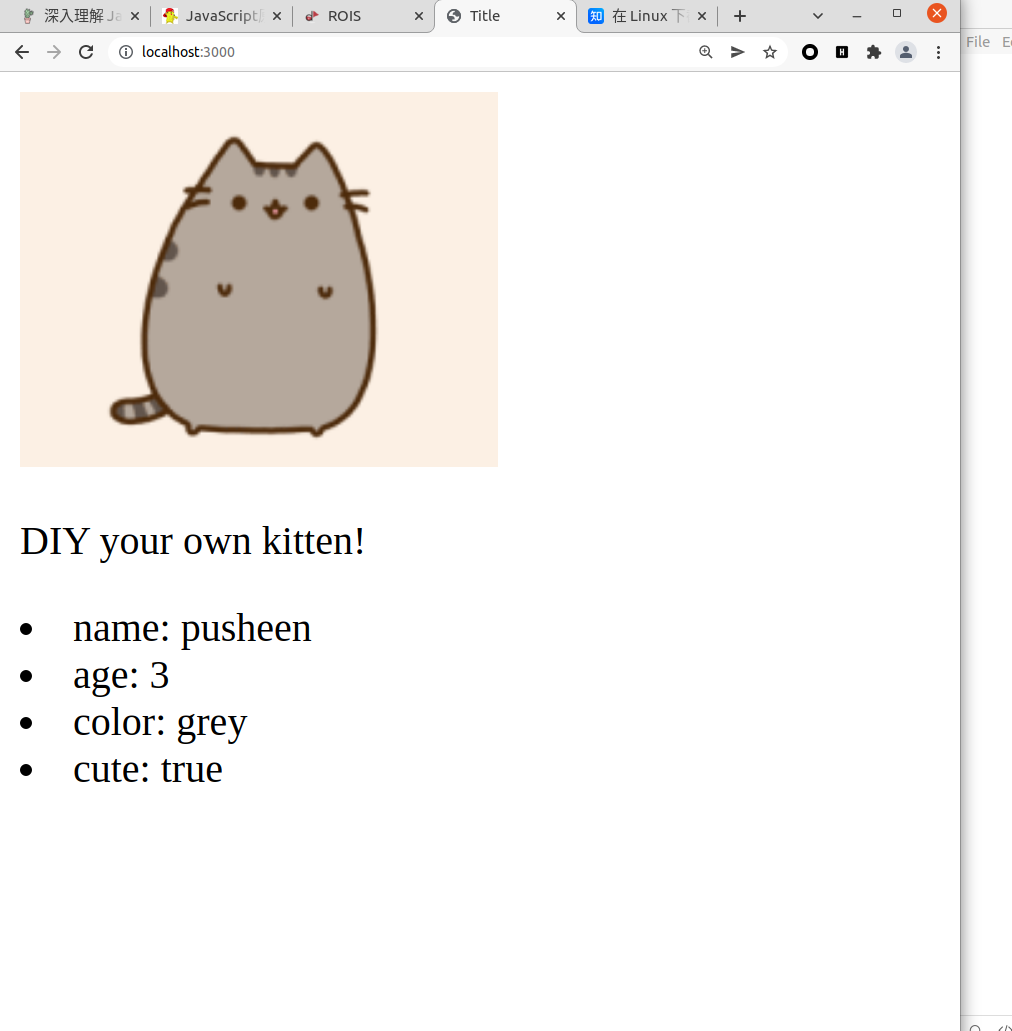 深入理解 Ja
JavaScript
ROIS
Title
在 Linux 下
localhost:3000
File
DIY your own kitten!
name: pusheen
age: 3
color: grey
cute: true